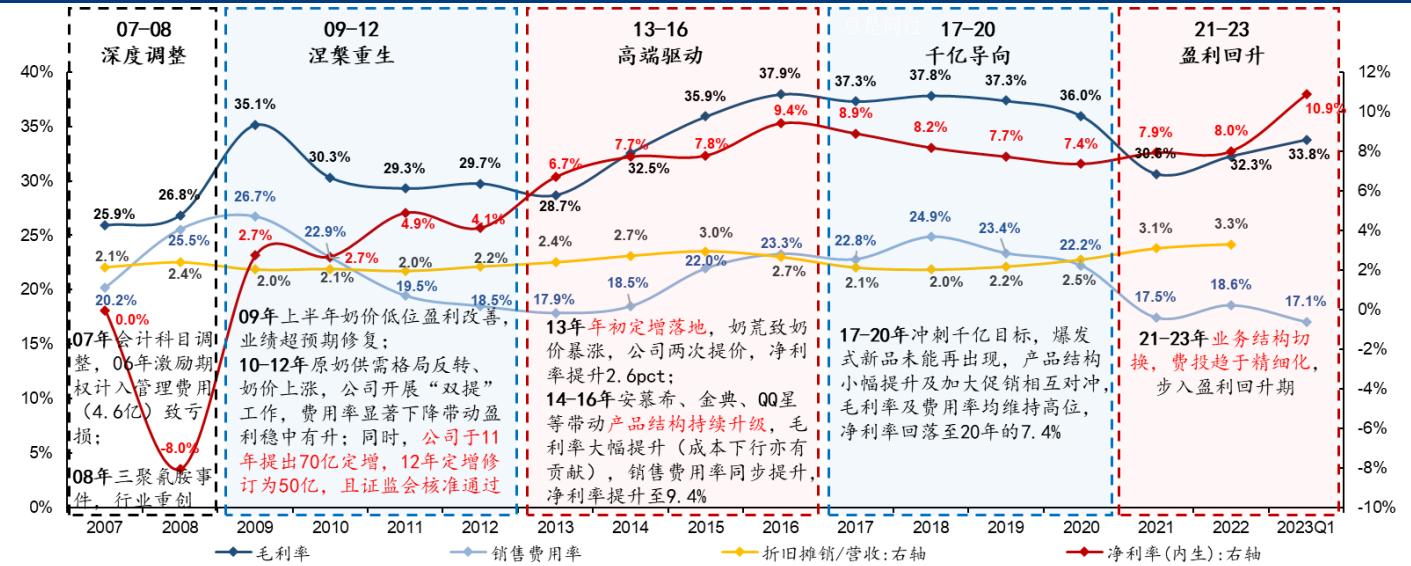 总是问过
07-08
深度调整
09-12
涅槃重生
13-16
高端驱动
17-20
千亿导向
21-23
盈利回升
40%
35%
30%
25%
20%
15%
10%
5%
0%
12%
10%
8%
6%
4%
2%
0%
-2%
-4%
-6%
-8%
-10%
25.9%
26.8%
35.1%
30.3%
29.3%
29.7%
28.7%
32.5%
35.9%
37.9%
37.3%
37.8%
37.3%
36.0%
30.6%
32.3%
33.8%
20.2%
25.5%
26.7%
22.9%
19.5%
18.5%
17.9%
18.5%
22.0%
23.3%
22.8%
24.9%
23.4%
22.2%
17.5%
18.6%
17.1%
2.1%
2.4%
2.0%
2.1%
2.0%
2.2%
2.4%
2.7%
3.0%
2.7%
2.1%
2.0%
2.2%
2.5%
3.1%
3.3%
0.0%
-8.0%
2.7%
2.7%
4.9%
4.1%
6.7%
7.7%
7.8%
9.4%
8.9%
8.2%
7.7%
7.4%
7.9%
8.0%
10.9%
07年会计科目调
整，06年激励期
权计入管理费用
（4.6亿）致亏
损；
08年三聚氰胺事
件，行业重创
09年上半年奶价低位盈利改善，
业绩超预期修复；
10-12年原奶供需格局反转、
奶价上涨，公司开展“双提”
工作，费用率显著下降带动盈
利稳中有升；同时，公司于11
年提出70亿定增，12年定增修
订为50亿，且证监会核准通过
13年年初定增落地，奶荒致奶
价暴涨，公司两次提价，净利
率提升2.6pct；
14-16年安慕希、金典、QQ星
等带动产品结构持续升级，毛
利率大幅提升（成本下行亦有
贡献），销售费用率同步提升，
净利率提升至9.4%
17-20年冲刺千亿目标，爆发
式新品未能再出现，产品结构
小幅提升及加大促销相互对冲，
毛利率及费用率均维持高位，
净利率回落至20年的7.4%
21-23年业务结构切
换，费投趋于精细化，
步入盈利回升期
2007 2008 2009 2010 2011 2012 2013 2014 2015 2016 2017 2018 2019 2020 2021 2022 2023Q1
毛利率 销售费用率 折旧摊销/营收:右轴 净利率(内生):右轴